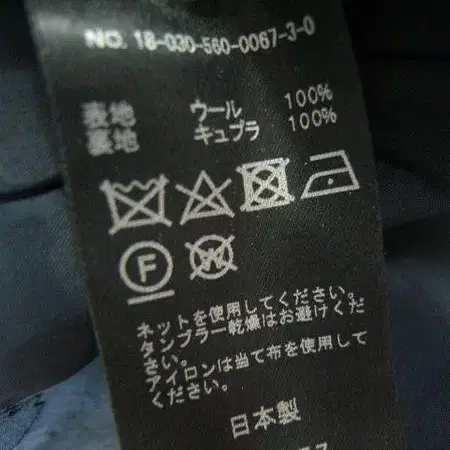 NO. 18-030-560-0067-3-0
表地 ウール 100%
裏地 キュプラ 100%
F W
ネットを使用してください。
タンブラー乾燥はお避けくだ
さい。
アイロンは当て布を使用して
ください。
日本製